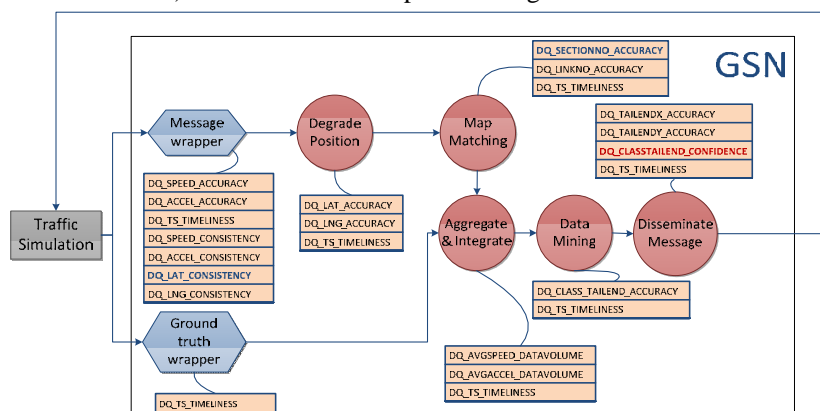 DQ_SECTIONNO_ACCURACY
DQ_LINKNO_ACCURACY
DQ_TS_TIMELINESS
GSN
Message
wrapper
Degrade
Position
Map
Matching
DQ_TAILENDX_ACCURACY
DQ_TAILENDY_ACCURACY
DQ_CLASSTAILEND_CONFIDENCE
DQ_TS_TIMELINESS
DQ_SPEED_ACCURACY
DQ_ACCEL_ACCURACY
DQ_TS_TIMELINESS
DQ_SPEED_CONSISTENCY
DQ_ACCEL_CONSISTENCY
DQ_LAT_CONSISTENCY
DQ_LNG_CONSISTENCY
DQ_LAT_ACCURACY
DQ_LNG_ACCURACY
DQ_TS_TIMELINESS
Traffic
Simulation
Aggregate
& Integrate
Data
Mining
Disseminate
Message
DQ_CLASS_TAILEND_ACCURACY
DQ_TS_TIMELINESS
Ground
truth
wrapper
DQ_AVGSPEED_DATAVOLUME
DQ_AVGACCEL_DATAVOLUME
DQ_TS_TIMELINESS
DQ_TS_TIMELINESS